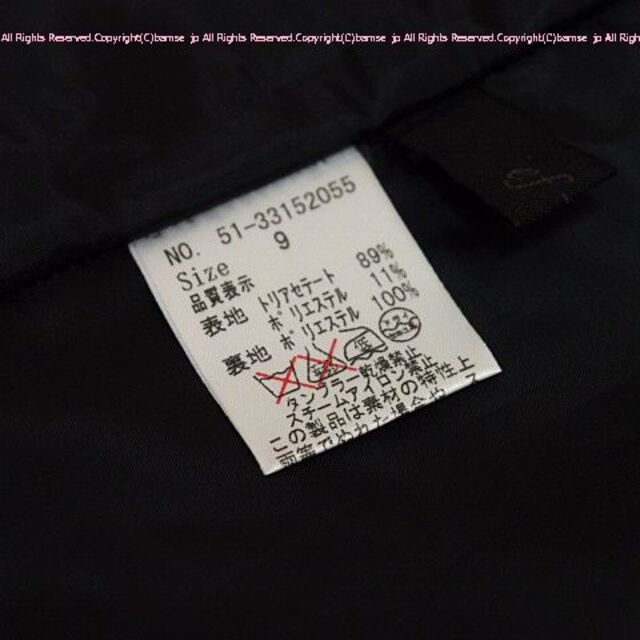 All Rights Reserved.Copyright(C)bamse jp All Rights Reserved.Copyright(C)bamse jp All Rights Reserved.Copyright(C)bamse jp All Righ
NO. 51-33152055
Size 9
品質表示
表地 トリアセテート 89%
ポリエステル 11%
裏地 ポリエステル 100%
タンブラー乾燥禁止
スチームアイロン禁止
この製品は素材の特性上